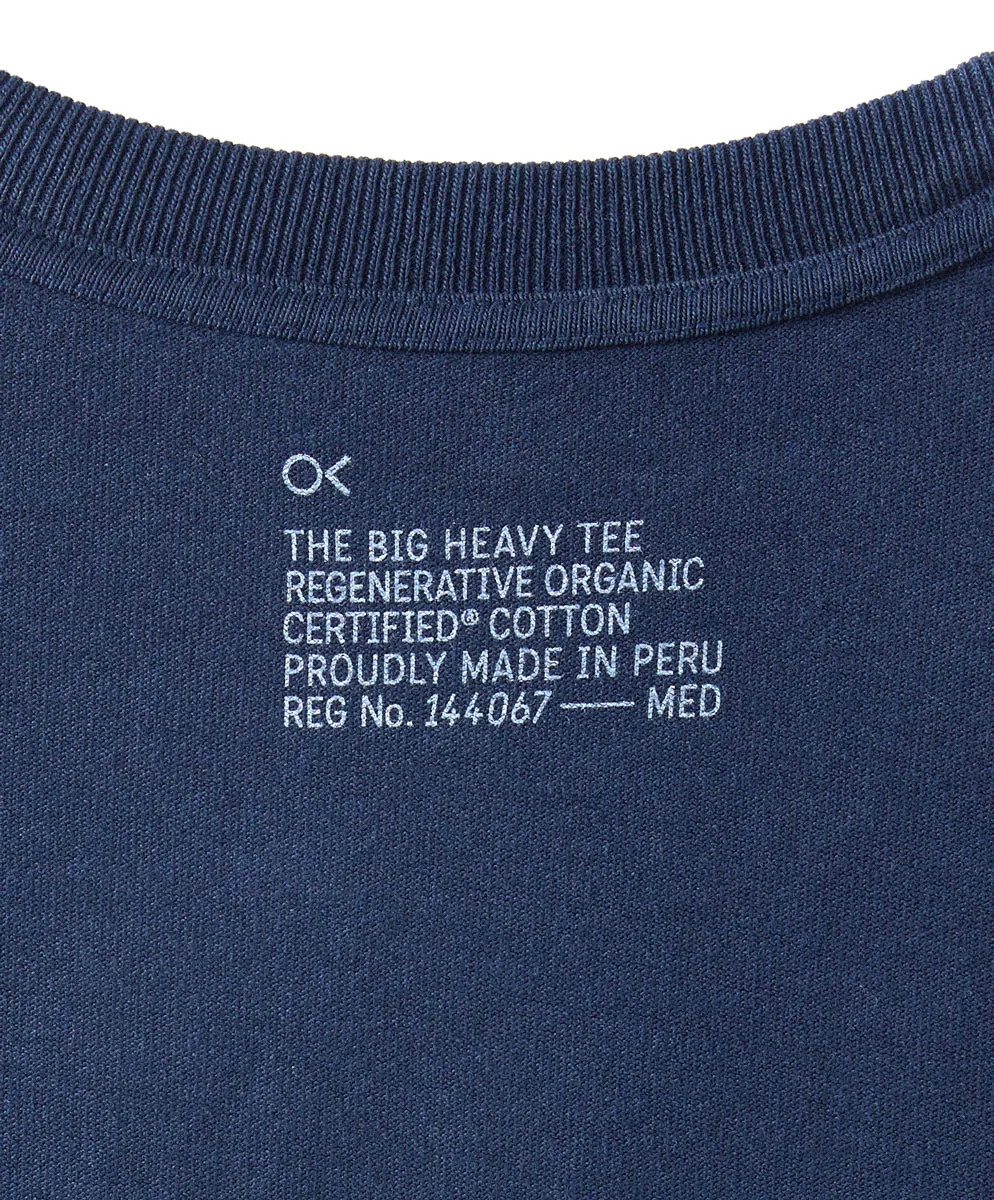 OK
THE BIG HEAVY TEE
REGENERATIVE ORGANIC
CERTIFIED® COTTON
PROUDLY MADE IN PERU
REG No. 144067 — MED